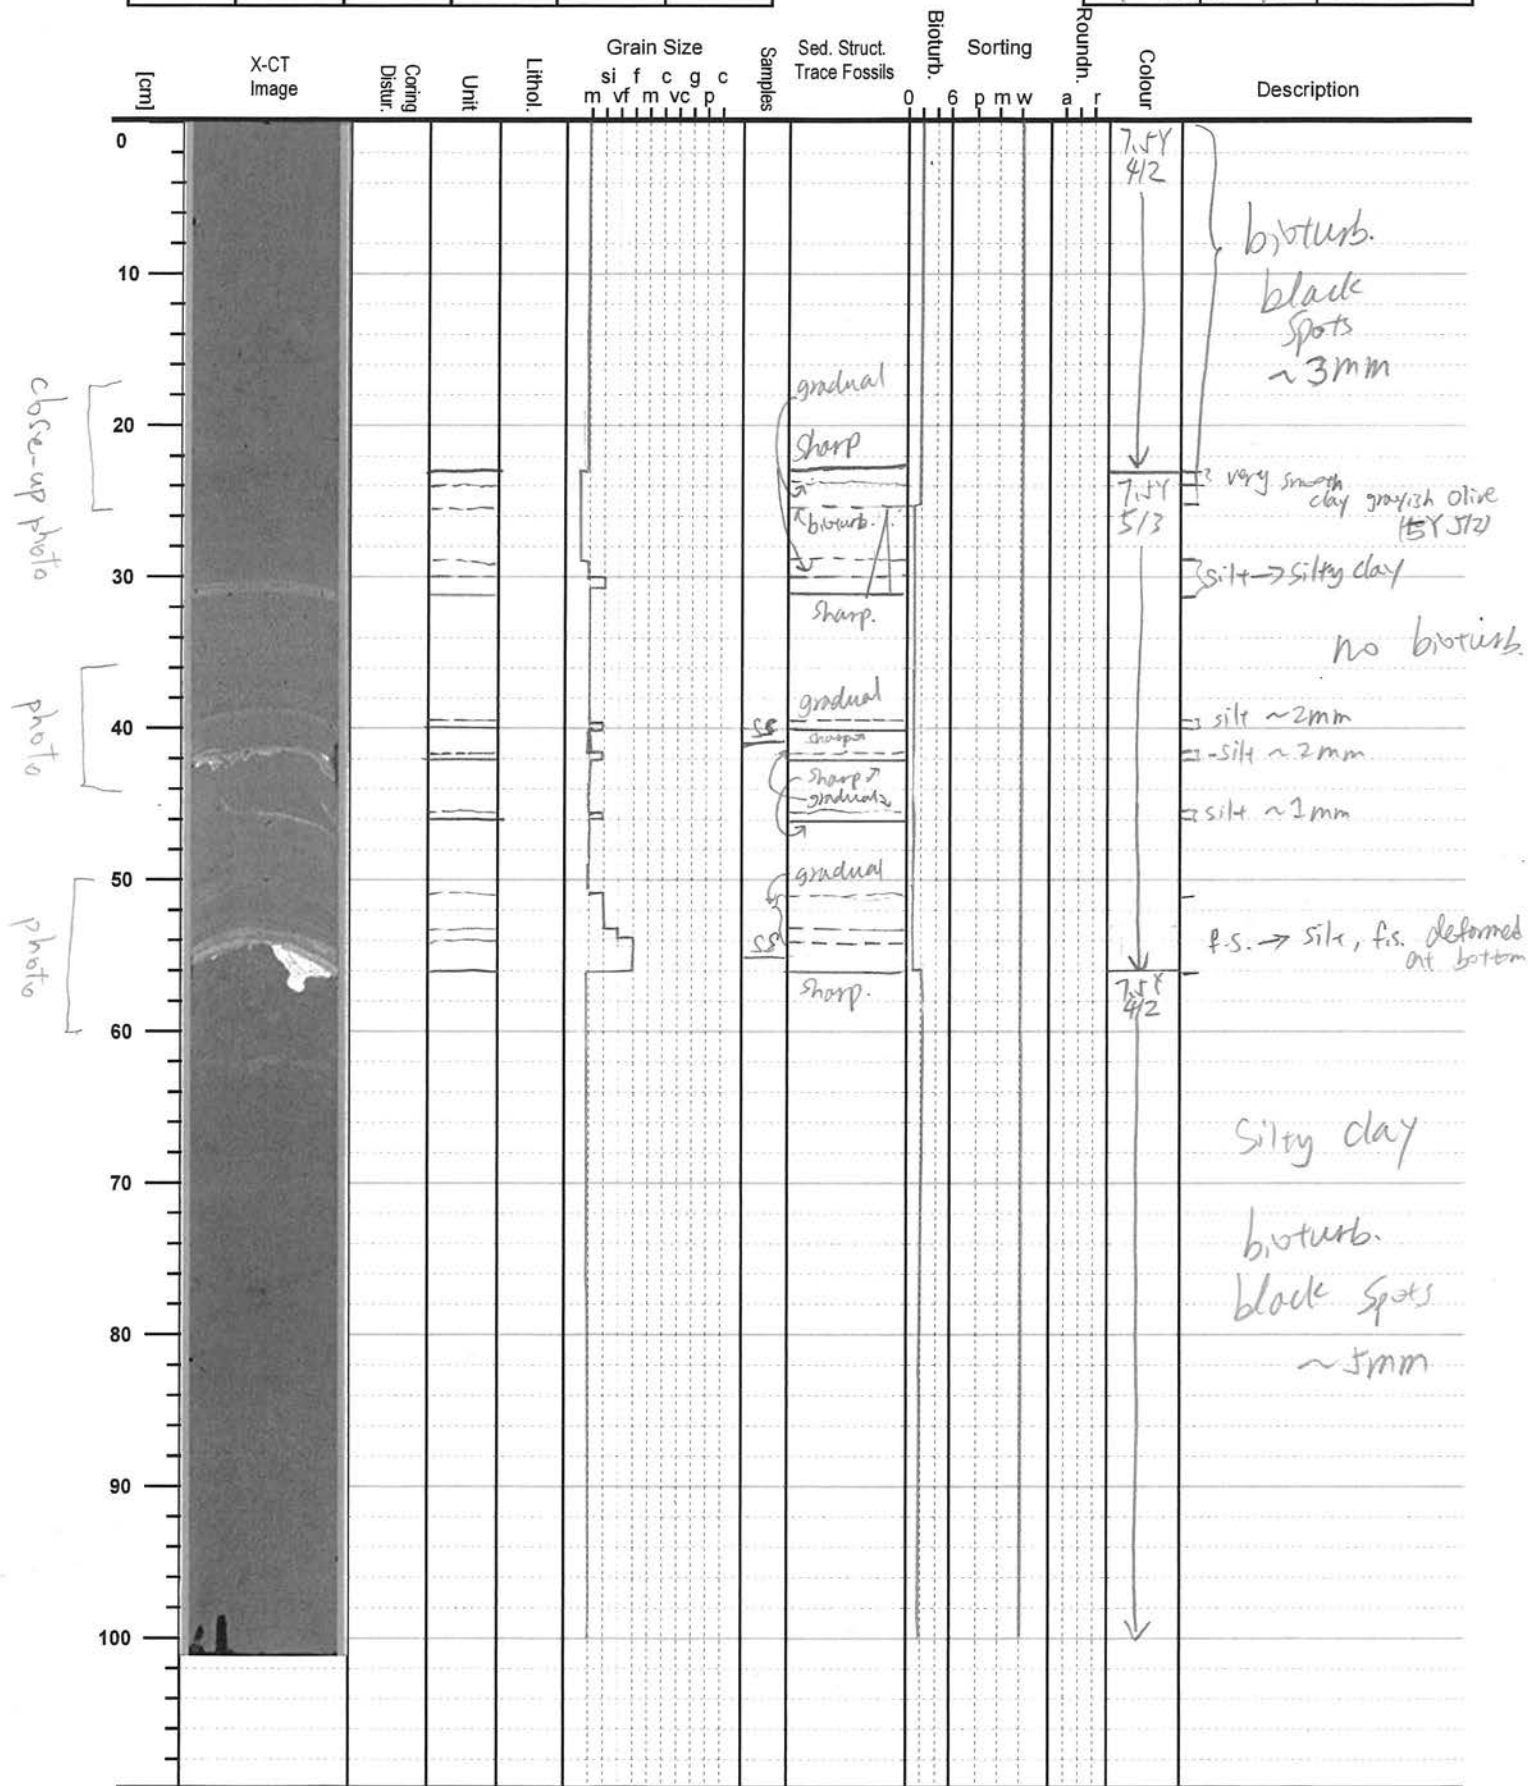 [cm]
X-CT
Image
Coring
Distur.
Unit
Lithol.
Grain Size
si f c g c
m vf m vc p
Samples
Sed. Struct.
Trace Fossils
Bioturb.
0 6
Sorting
p m w
Roundn.
a r
Colour
Description
0
10
20
30
40
50
60
70
80
90
100
close-up photo
photo
photo
SS
SS
gradual
sharp
bioturb.
sharp.
gradual
sharp
sharp
gradual
gradual
sharp.
7.5Y
4/2
7.5Y
5/3
7.5Y
4/2
bioturb.
black
spots
~ 3mm
very smooth
clay grayish olive
5Y 5/2)
silt → silty clay
no bioturb.
silt ~2mm
-silt ~2mm
silt ~1mm
f.s. → silt, f.s. deformed
at bottom
Silty clay
bioturb.
black spots
~ 5mm